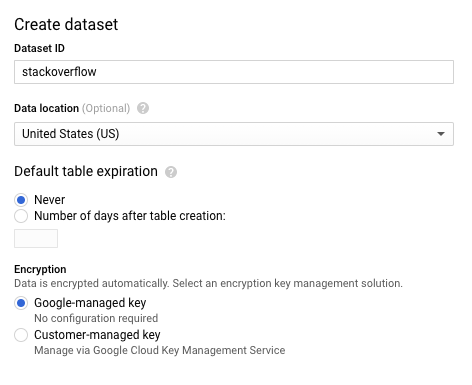 Create dataset
Dataset ID
stackoverflow
Data location (Optional) ?
United States (US)
Default table expiration ?
Never
Number of days after table creation:
Encryption
Data is encrypted automatically. Select an encryption key management solution.
Google-managed key
No configuration required
Customer-managed key
Manage via Google Cloud Key Management Service